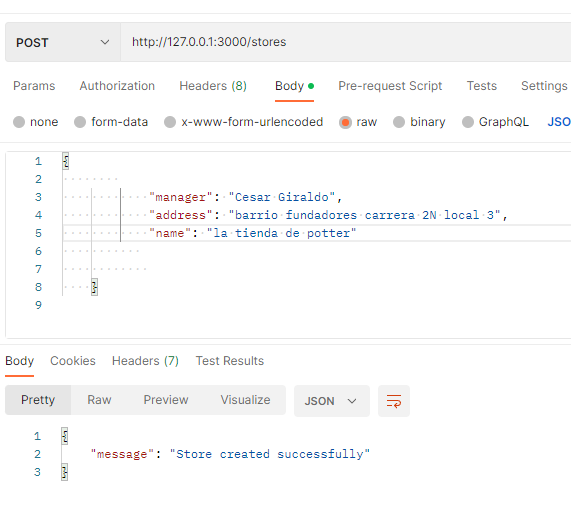 POST http://127.0.0.1:3000/stores
Params Authorization Headers (8) Body Pre-request Script Tests Settings
none form-data x-www-form-urlencoded raw binary GraphQL JSO
1 {
2
3 "manager": "Cesar Giraldo",
4 "address": "barrio fundadores carrera 2N local 3",
5 "name": "la tienda de potter"
6
7
8 }
9
Body Cookies Headers (7) Test Results
Pretty Raw Preview Visualize JSON
1 {
2 "message": "Store created successfully"
3 }